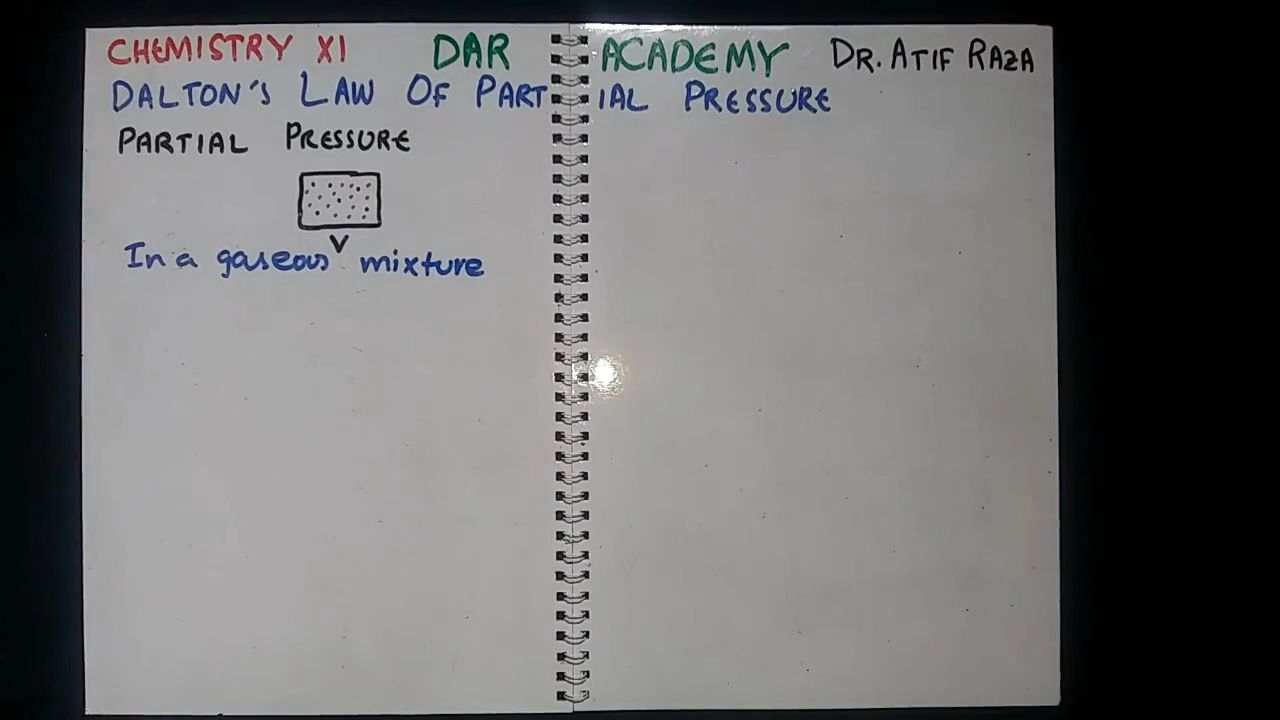 CHEMISTRY XI DAR ACADEMY DR. ATIF RAZA
DALTON'S LAW OF PARTIAL PRESSURE
PARTIAL PRESSURE
V
In a gaseous mixture